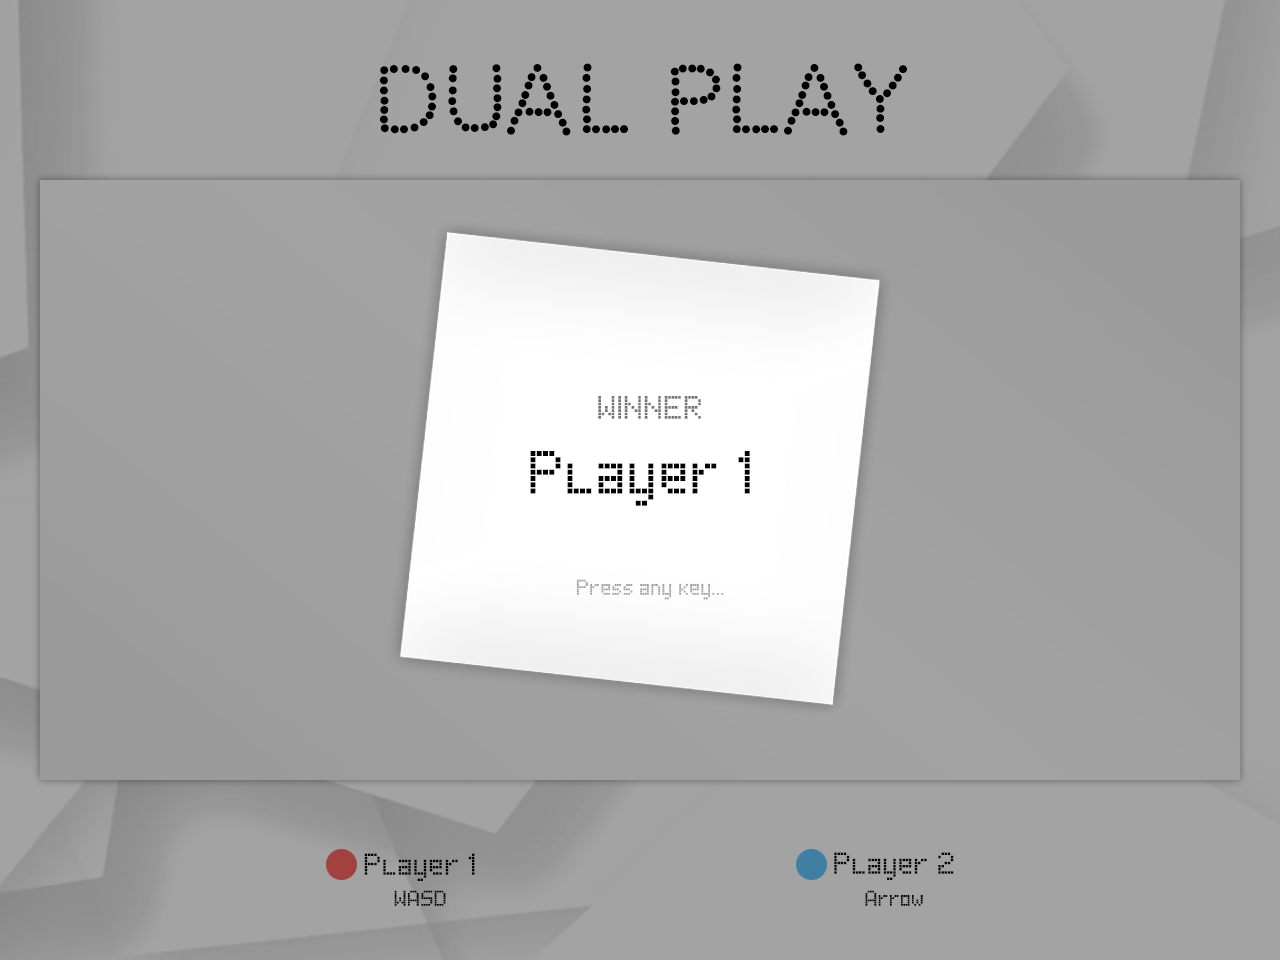 DUAL PLAY
WINNER
Player 1
Press any key...
Player 1
WASD
Player 2
Arrow